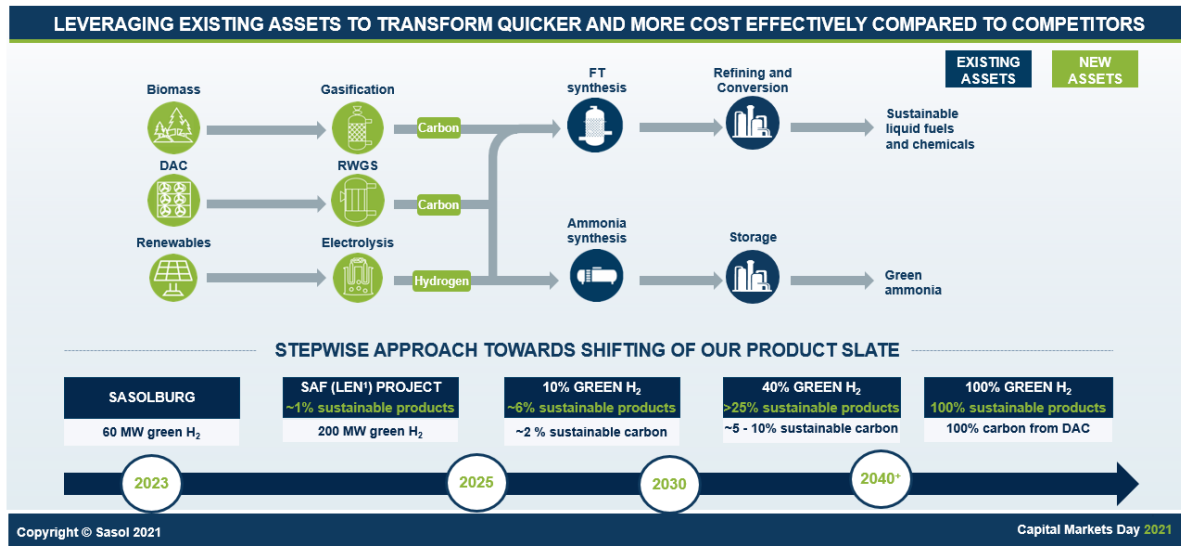 LEVERAGING EXISTING ASSETS TO TRANSFORM QUICKER AND MORE COST EFFECTIVELY COMPARED TO COMPETITORS
EXISTING
ASSETS
NEW
ASSETS
Biomass
Gasification
FT
synthesis
Refining and
Conversion
Carbon
Sustainable
liquid fuels
and chemicals
DAC
RWGS
Carbon
Renewables
Electrolysis
Ammonia
synthesis
Storage
Hydrogen
Green
ammonia
STEPWISE APPROACH TOWARDS SHIFTING OF OUR PRODUCT SLATE
SASOLBURG
60 MW green H₂
SAF (LEN¹) PROJECT
~1% sustainable products
200 MW green H₂
10% GREEN H₂
~6% sustainable products
~2 % sustainable carbon
40% GREEN H₂
>25% sustainable products
~5 - 10% sustainable carbon
100% GREEN H₂
100% sustainable products
100% carbon from DAC
2023
2025
2030
2040⁺
Copyright © Sasol 2021
Capital Markets Day 2021